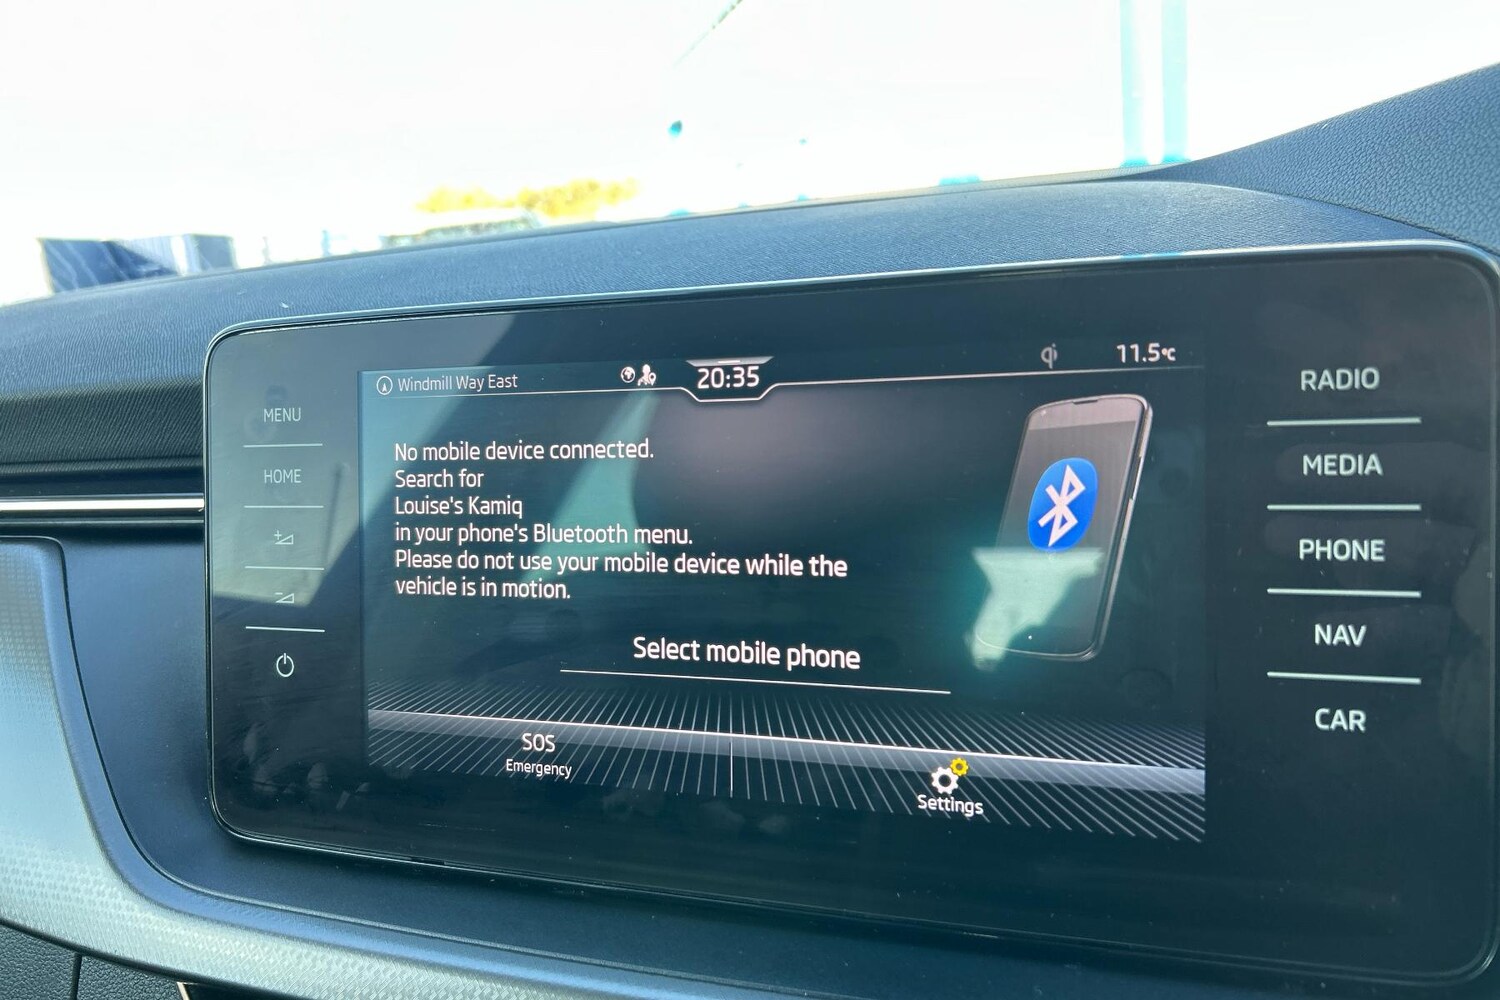 Windmill Way East
20:35
11.5°C
MENU
HOME
No mobile device connected.
Search for
Louise's Kamiq
in your phone's Bluetooth menu.
Please do not use your mobile device while the
vehicle is in motion.
Select mobile phone
SOS
Emergency
Settings
RADIO
MEDIA
PHONE
NAV
CAR